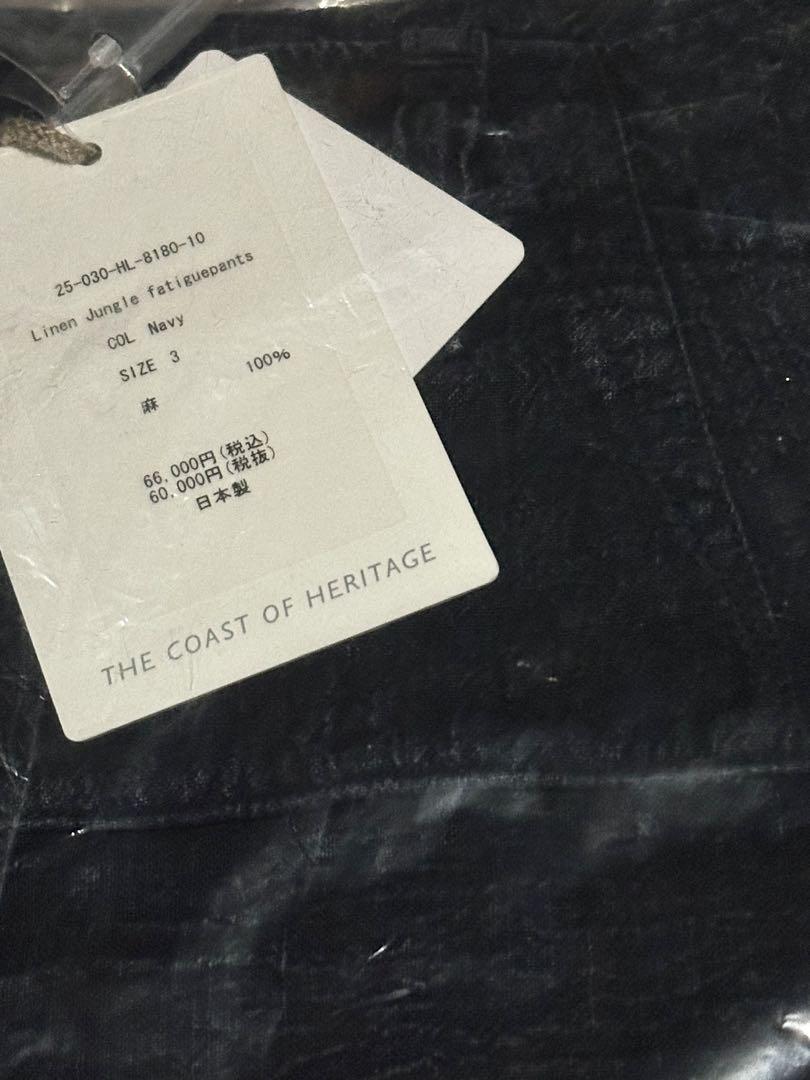 25-030-HL-8180-10
Linen Jungle fatiguepants
COL Navy
SIZE 3
麻 100%
66,000円(税込)
60,000円(税抜)
日本製
THE COAST OF HERITAGE